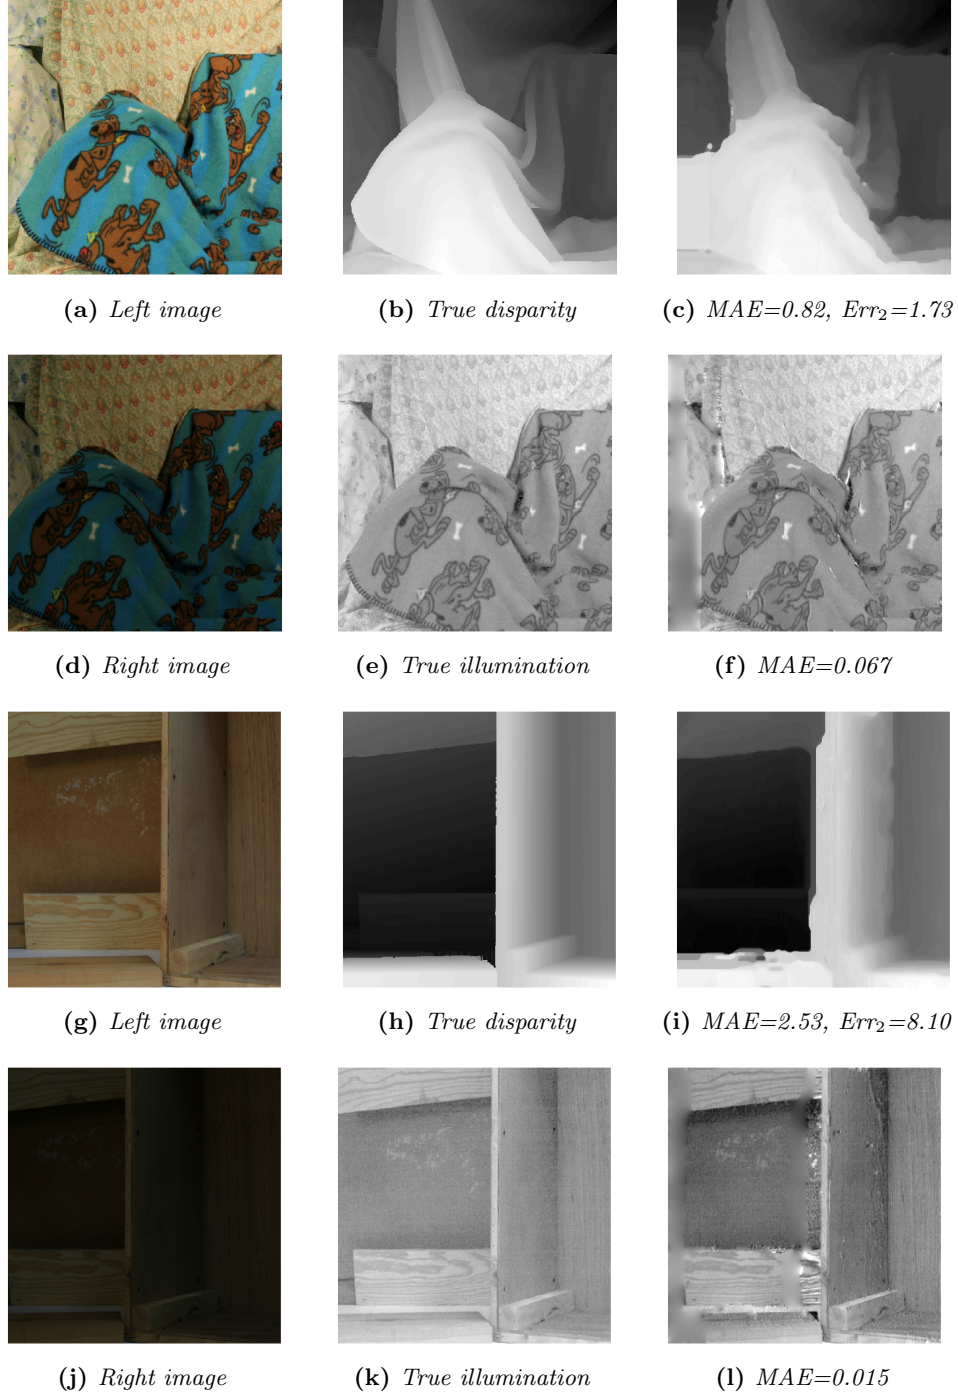 (a) Left image
(b) True disparity
(c) MAE=0.82, Err₂=1.73
(d) Right image
(e) True illumination
(f) MAE=0.067
(g) Left image
(h) True disparity
(i) MAE=2.53, Err₂=8.10
(j) Right image
(k) True illumination
(l) MAE=0.015